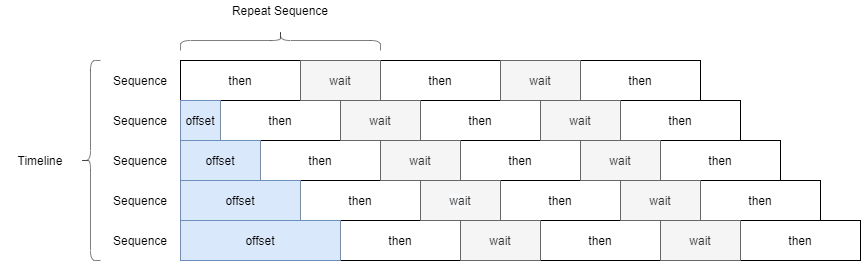 Repeat Sequence
Sequence then wait then wait then
Sequence offset then wait then wait then
Timeline Sequence offset then wait then wait then
Sequence offset then wait then wait then
Sequence offset then wait then wait then